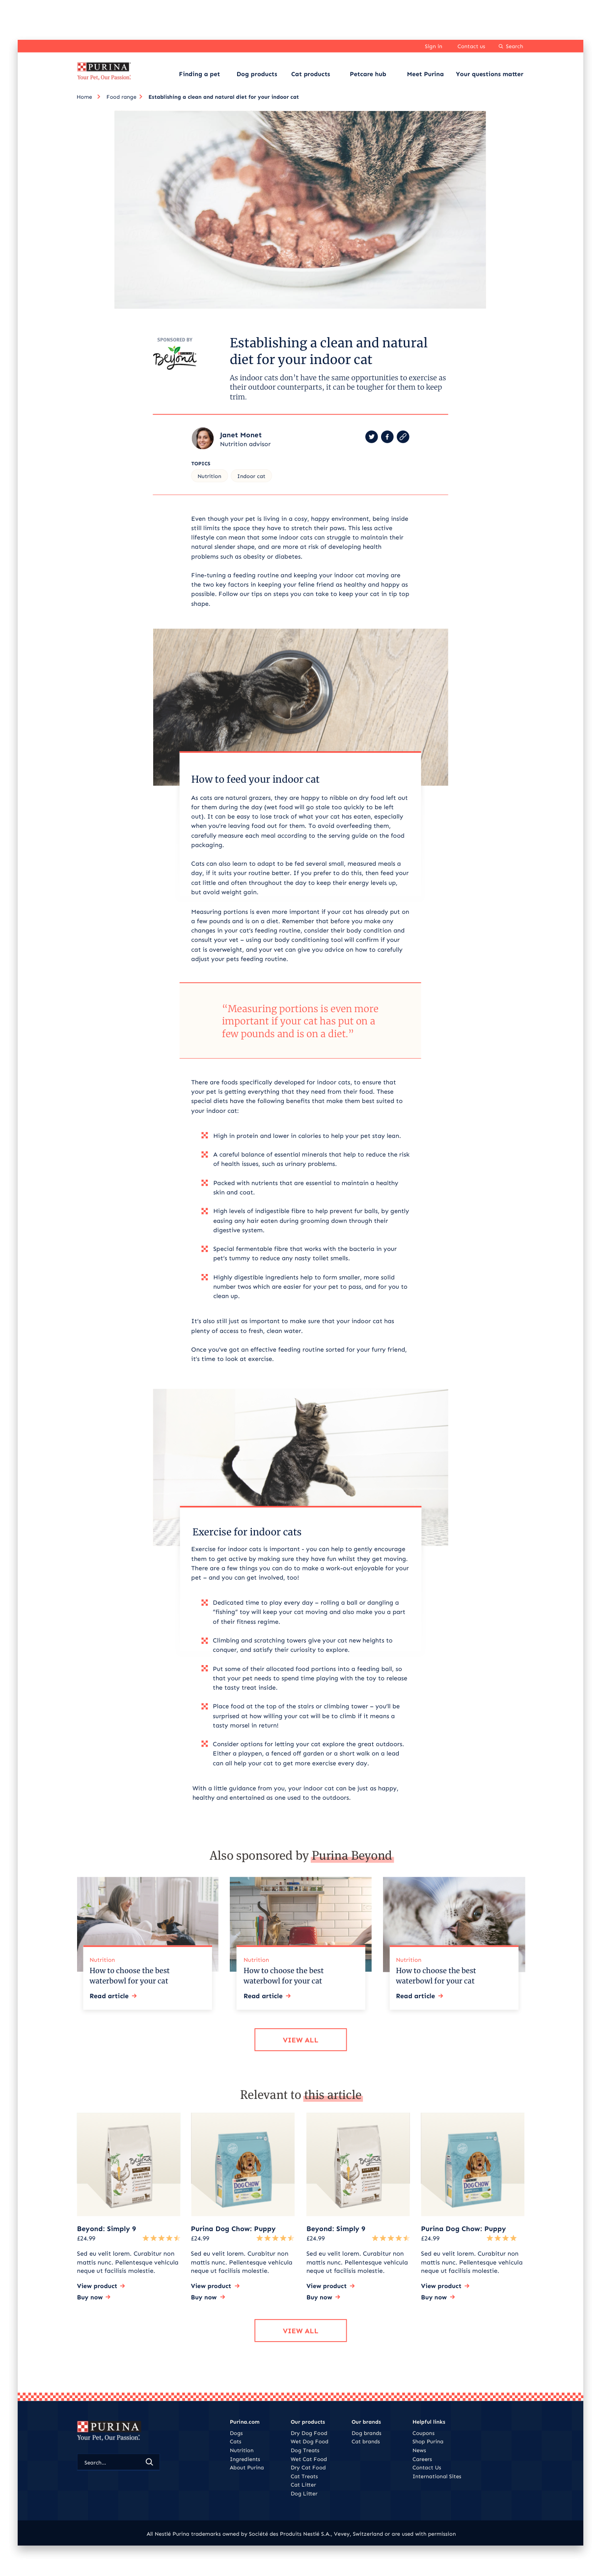 Sign in Contact us Search
PURINA
Your Pet, Our Passion.
Finding a pet Dog products Cat products Petcare hub Meet Purina Your questions matter
Home Food range Establishing a clean and natural diet for your indoor cat
SPONSORED BY
Beyond
Establishing a clean and natural
diet for your indoor cat
As indoor cats don't have the same opportunities to exercise as
their outdoor counterparts, it can be tougher for them to keep
trim.
Janet Monet
Nutrition advisor
TOPICS
Nutrition Indoor cat
Even though your pet is living in a cosy, happy environment, being inside
still limits the space they have to stretch their paws. This less active
lifestyle can mean that some indoor cats can struggle to maintain their
natural slender shape, and are more at risk of developing health
problems such as obesity or diabetes.
Fine-tuning a feeding routine and keeping your indoor cat moving are
the two key factors in keeping your feline friend as healthy and happy as
possible. Follow our tips on steps you can take to keep your cat in tip top
shape.
How to feed your indoor cat
As cats are natural grazers, they are happy to nibble on dry food left out
for them during the day (wet food will go stale too quickly to be left
out). It can be easy to lose track of what your cat has eaten, especially
when you're leaving food out for them. To avoid overfeeding them,
carefully measure each meal according to the serving guide on the food
packaging.
Cats can also learn to adapt to be fed several small, measured meals a
day, if it suits your routine better. If you prefer to do this, then feed your
cat little and often throughout the day to keep their energy levels up,
but avoid weight gain.
Measuring portions is even more important if your cat has already put on
a few pounds and is on a diet. Remember that before you make any
changes in your cat's feeding routine, consider their body condition and
consult your vet – using our body conditioning tool will confirm if your
cat is overweight, and your vet can give you advice on how to carefully
adjust your pets feeding routine.
“Measuring portions is even more
important if your cat has put on a
few pounds and is on a diet.”
There are foods specifically developed for indoor cats, to ensure that
your pet is getting everything that they need from their food. These
special diets have the following benefits that make them best suited to
your indoor cat:
High in protein and lower in calories to help your pet stay lean.
A careful balance of essential minerals that help to reduce the risk
of health issues, such as urinary problems.
Packed with nutrients that are essential to maintain a healthy
skin and coat.
High levels of indigestible fibre to help prevent fur balls, by gently
easing any hair eaten during grooming down through their
digestive system.
Special fermentable fibre that works with the bacteria in your
pet's tummy to reduce any nasty toilet smells.
Highly digestible ingredients help to form smaller, more solid
number twos which are easier for your pet to pass, and for you to
clean up.
It's also still just as important to make sure that your indoor cat has
plenty of access to fresh, clean water.
Once you've got an effective feeding routine sorted for your furry friend,
it's time to look at exercise.
Exercise for indoor cats
Exercise for indoor cats is important - you can help to gently encourage
them to get active by making sure they have fun whilst they get moving.
There are a few things you can do to make a work-out enjoyable for your
pet – and you can get involved, too!
Dedicated time to play every day – rolling a ball or dangling a
"fishing" toy will keep your cat moving and also make you a part
of their fitness regime.
Climbing and scratching towers give your cat new heights to
conquer, and satisfy their curiosity to explore.
Put some of their allocated food portions into a feeding ball, so
that your pet needs to spend time playing with the toy to release
the tasty treat inside.
Place food at the top of the stairs or climbing tower – you'll be
surprised at how willing your cat will be to climb if it means a
tasty morsel in return!
Consider options for letting your cat explore the great outdoors.
Either a playpen, a fenced off garden or a short walk on a lead
can all help your cat to get more exercise every day.
With a little guidance from you, your indoor cat can be just as happy,
healthy and entertained as one used to the outdoors.
Also sponsored by Purina Beyond
Nutrition
How to choose the best
waterbowl for your cat
Read article
Nutrition
How to choose the best
waterbowl for your cat
Read article
Nutrition
How to choose the best
waterbowl for your cat
Read article
VIEW ALL
Relevant to this article
Beyond
DOG CHOW
Beyond
DOG CHOW
Beyond: Simply 9
£24.99
Sed eu velit lorem. Curabitur non
mattis nunc. Pellentesque vehicula
neque ut facilisis molestie.
View product
Buy now
Purina Dog Chow: Puppy
£24.99
Sed eu velit lorem. Curabitur non
mattis nunc. Pellentesque vehicula
neque ut facilisis molestie.
View product
Buy now
Beyond: Simply 9
£24.99
Sed eu velit lorem. Curabitur non
mattis nunc. Pellentesque vehicula
neque ut facilisis molestie.
View product
Buy now
Purina Dog Chow: Puppy
£24.99
Sed eu velit lorem. Curabitur non
mattis nunc. Pellentesque vehicula
neque ut facilisis molestie.
View product
Buy now
VIEW ALL
PURINA
Your Pet, Our Passion.
Search...
Purina.com
Dogs
Cats
Nutrition
Ingredients
About Purina
Our products
Dry Dog Food
Wet Dog Food
Dog Treats
Wet Cat Food
Dry Cat Food
Cat Treats
Cat Litter
Dog Litter
Our brands
Dog brands
Cat brands
Helpful links
Coupons
Shop Purina
News
Careers
Contact Us
International Sites
All Nestlé Purina trademarks owned by Société des Produits Nestlé S.A., Vevey, Switzerland or are used with permission